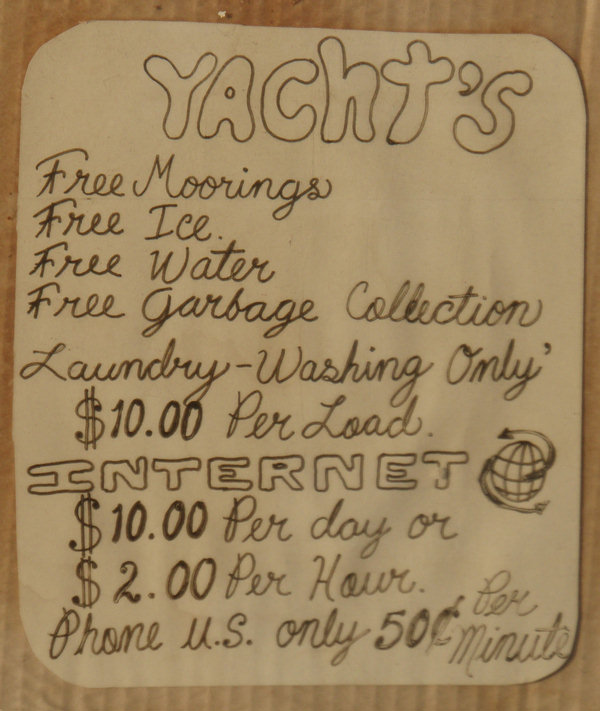 YACht's
Free Moorings
Free Ice.
Free Water
Free Garbage Collection
Laundry-Washing Only'
$10.00 Per Load.
INTERNET
$10.00 Per day or
$2.00 Per Hour.
Phone U.S. only 50¢ Per Minute